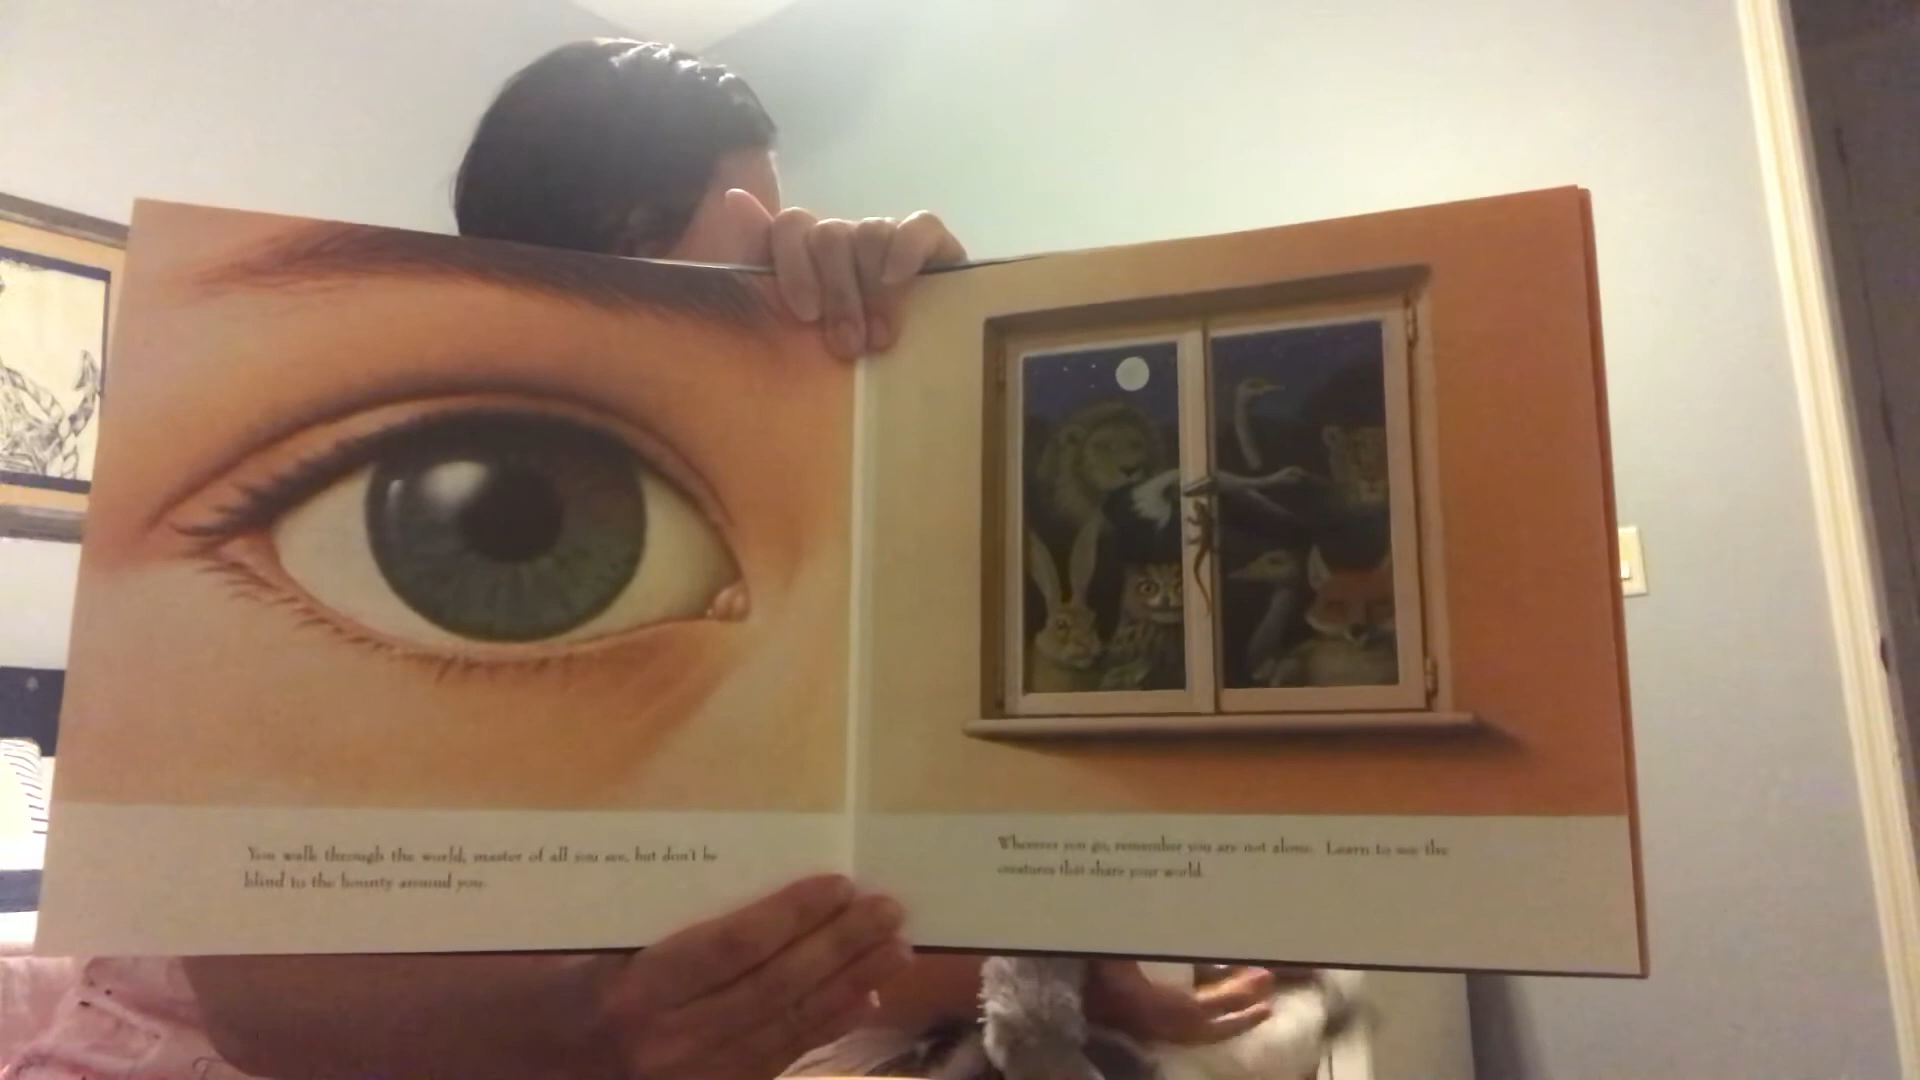 You walk through the world, master of all you see, but don't be
blind to the bounty around you.
Wherever you go, remember you are not alone. Learn to see the
creatures that share your world.